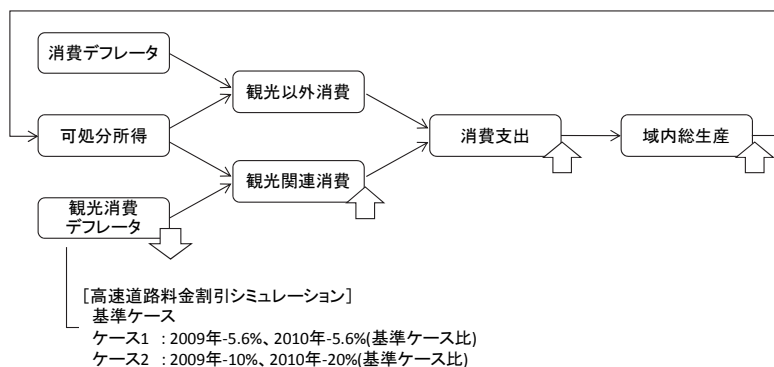 消費デフレータ
観光以外消費
可処分所得
消費支出
域内総生産
観光関連消費
観光消費
デフレータ
［高速道路料金割引シミュレーション］
基準ケース
ケース1 ：2009年-5.6%、2010年-5.6%(基準ケース比)
ケース2 ：2009年-10%、2010年-20%(基準ケース比)